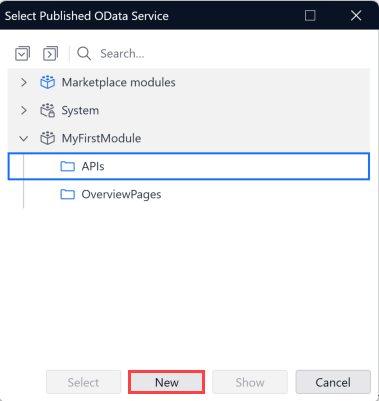 Select Published OData Service
Search...
Marketplace modules
System
MyFirstModule
APIs
OverviewPages
Select New Show Cancel